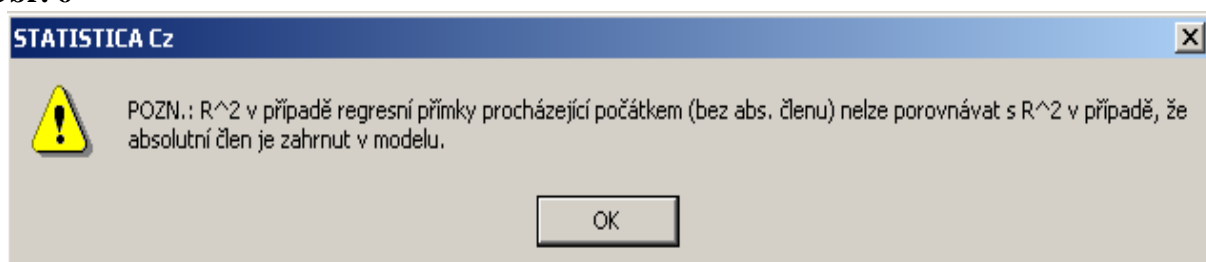 STATISTICA Cz
POZN.: R^2 v případě regresní přímky procházející počátkem (bez abs. členu) nelze porovnávat s R^2 v případě, že
absolutní člen je zahrnut v modelu.
OK